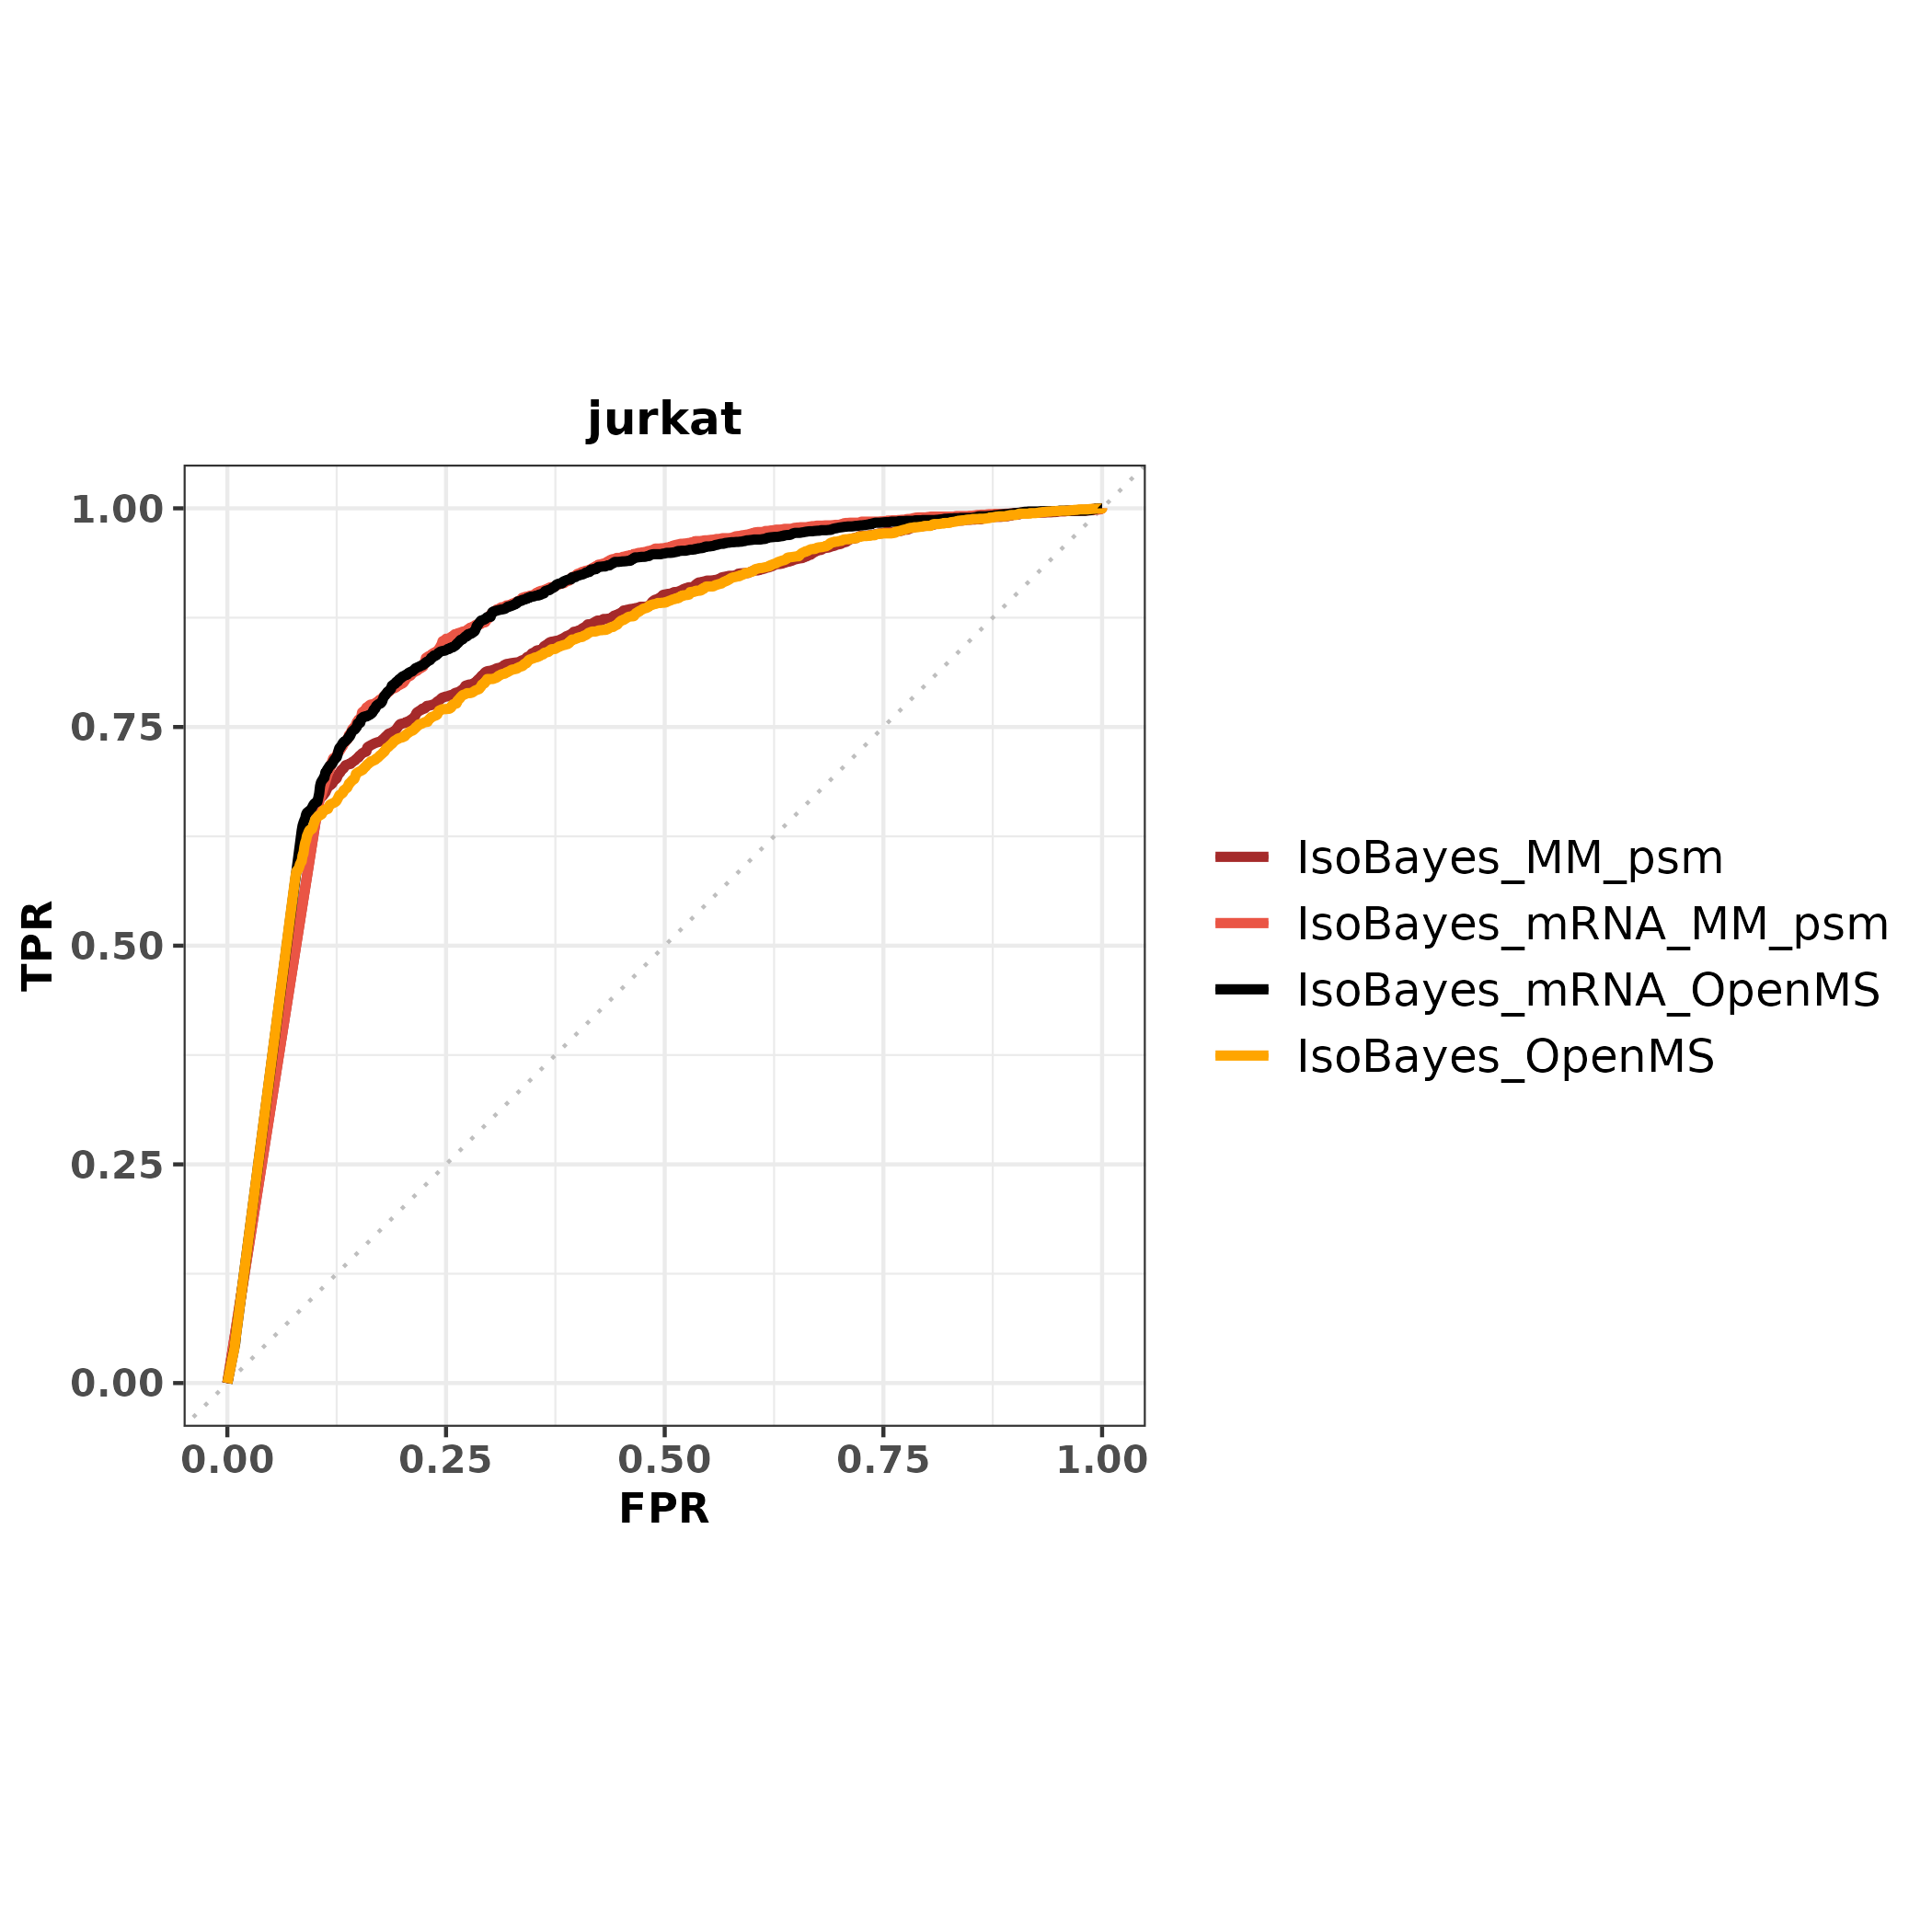 jurkat
1.00
0.75
0.50
0.25
0.00
TPR
0.00 0.25 0.50 0.75 1.00
FPR
IsoBayes_MM_psm
IsoBayes_mRNA_MM_psm
IsoBayes_mRNA_OpenMS
IsoBayes_OpenMS